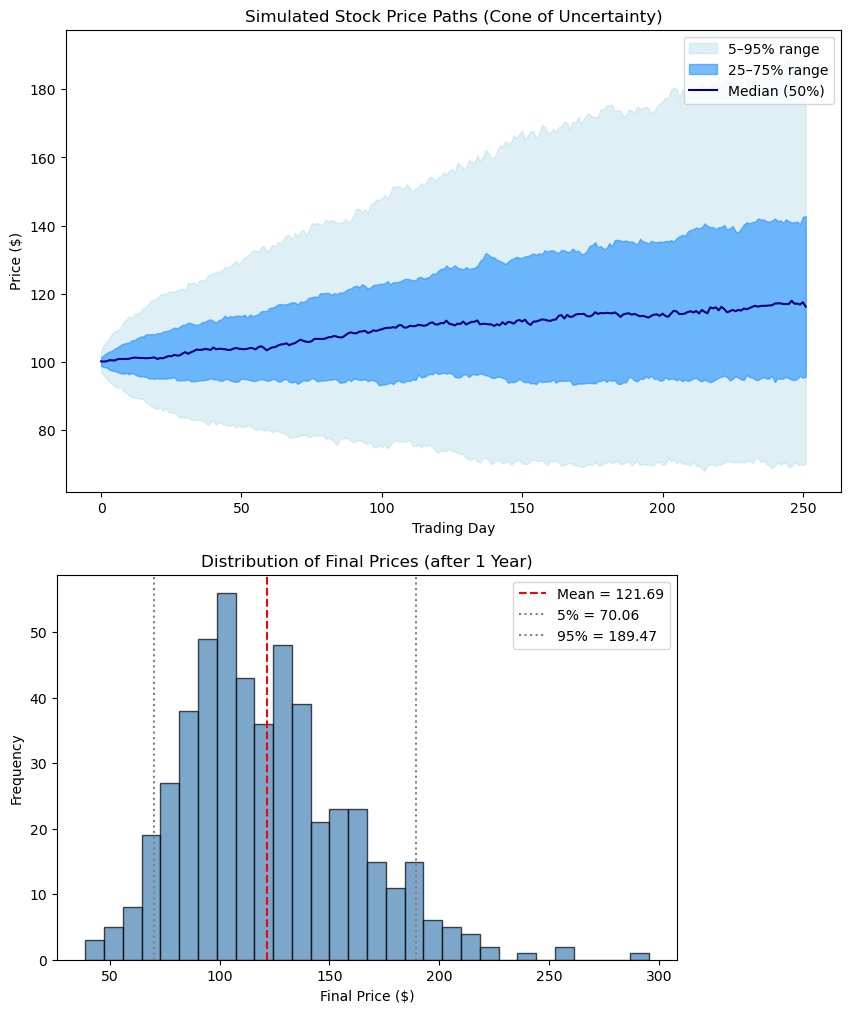 Simulated Stock Price Paths (Cone of Uncertainty)
5–95% range
25–75% range
Median (50%)
Price ($)
180
160
140
120
100
80
0
50
100
150
200
250
Trading Day
Distribution of Final Prices (after 1 Year)
Mean = 121.69
5% = 70.06
95% = 189.47
Frequency
50
40
30
20
10
0
50
100
150
200
250
300
Final Price ($)